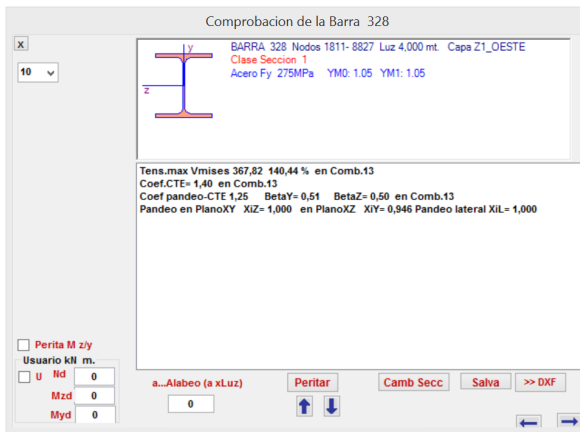 Comprobacion de la Barra 328
x
10
y
z
BARRA 328 Nodos 1811- 8827 Luz 4,000 mt. Capa Z1_OESTE
Clase Seccion 1
Acero Fy 275MPa YM0: 1.05 YM1: 1.05
Tens.max Vmises 367,82 140,44 % en Comb.13
Coef.CTE= 1,40 en Comb.13
Coef pandeo-CTE 1,25 BetaY= 0,51 BetaZ= 0,50 en Comb.13
Pandeo en PlanoXY XiZ= 1,000 en PlanoXZ XiY= 0,946 Pandeo lateral XiL= 1,000
Perita M z/y
Usuario kN m.
U Nd 0
Mzd 0
Myd 0
a...Alabeo (a xLuz)
0
Peritar
Camb Secc
Salva
>> DXF